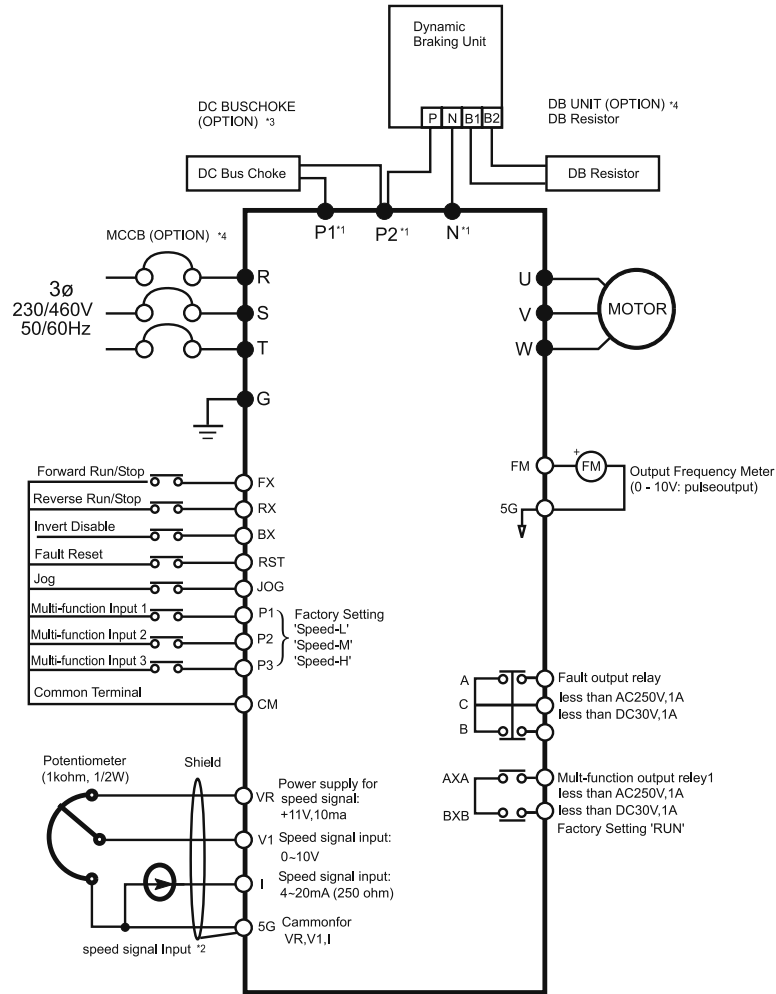 Dynamic
Braking Unit
P N B1 B2
DC BUSCHOKE
(OPTION) *3
DB UNIT (OPTION) *4
DB Resistor
DC Bus Choke
DB Resistor
P1*1
P2*1
N*1
MCCB (OPTION) *4
3ø
230/460V
50/60Hz
R
S
T
G
U
V
W
MOTOR
Forward Run/Stop
FX
Reverse Run/Stop
RX
Invert Disable
BX
Fault Reset
RST
Jog
JOG
Multi-function Input 1
P1
Multi-function Input 2
P2
Multi-function Input 3
P3
Factory Setting
'Speed-L'
'Speed-M'
'Speed-H'
Common Terminal
CM
FM
+
FM
5G
Output Frequency Meter
(0 - 10V: pulseoutput)
A
C
B
Fault output relay
less than AC250V,1A
less than DC30V,1A
AXA
BXB
Mult-function output reley1
less than AC250V,1A
less than DC30V,1A
Factory Setting 'RUN'
Potentiometer
(1kohm, 1/2W)
Shield
VR
Power supply for
speed signal:
+11V,10ma
V1
Speed signal input:
0~10V
I
Speed signal input:
4~20mA (250 ohm)
5G
Cammonfor
VR,V1,I
speed signal Input *2